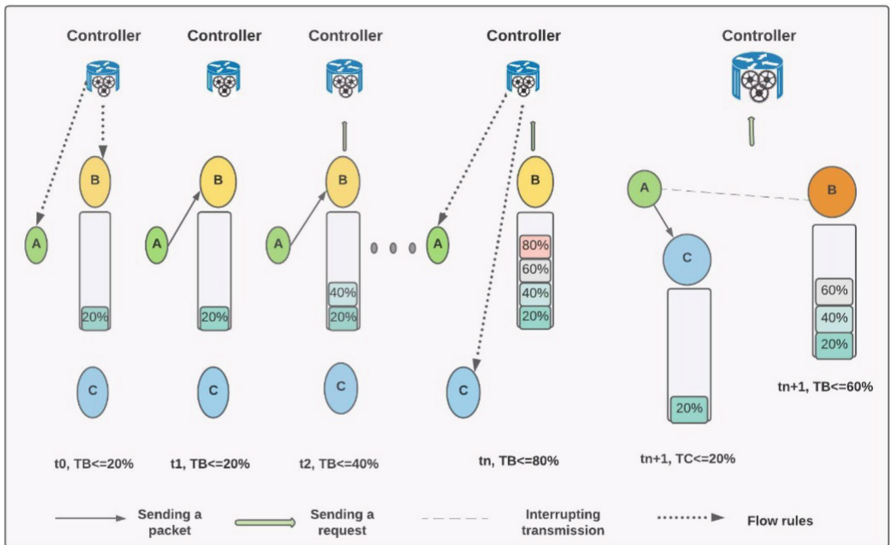 Controller
Controller
Controller
Controller
Controller
B
A
20%
C
B
A
20%
C
B
A
40%
20%
C
B
A
80%
60%
40%
20%
C
A
B
C
60%
40%
20%
20%
tn+1, TB<=60%
t0, TB<=20%
t1, TB<=20%
t2, TB<=40%
tn, TB<=80%
tn+1, TC<=20%
Sending a
packet
Sending a
request
Interrupting
transmission
Flow rules